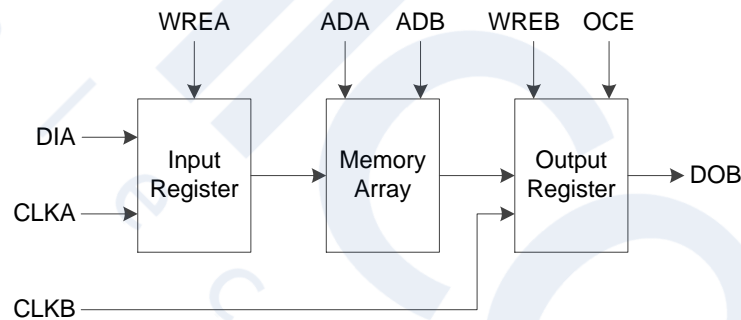 WREA ADA ADB WREB OCE
DIA
Input
Register
Memory
Array
Output
Register
DOB
CLKA
CLKB